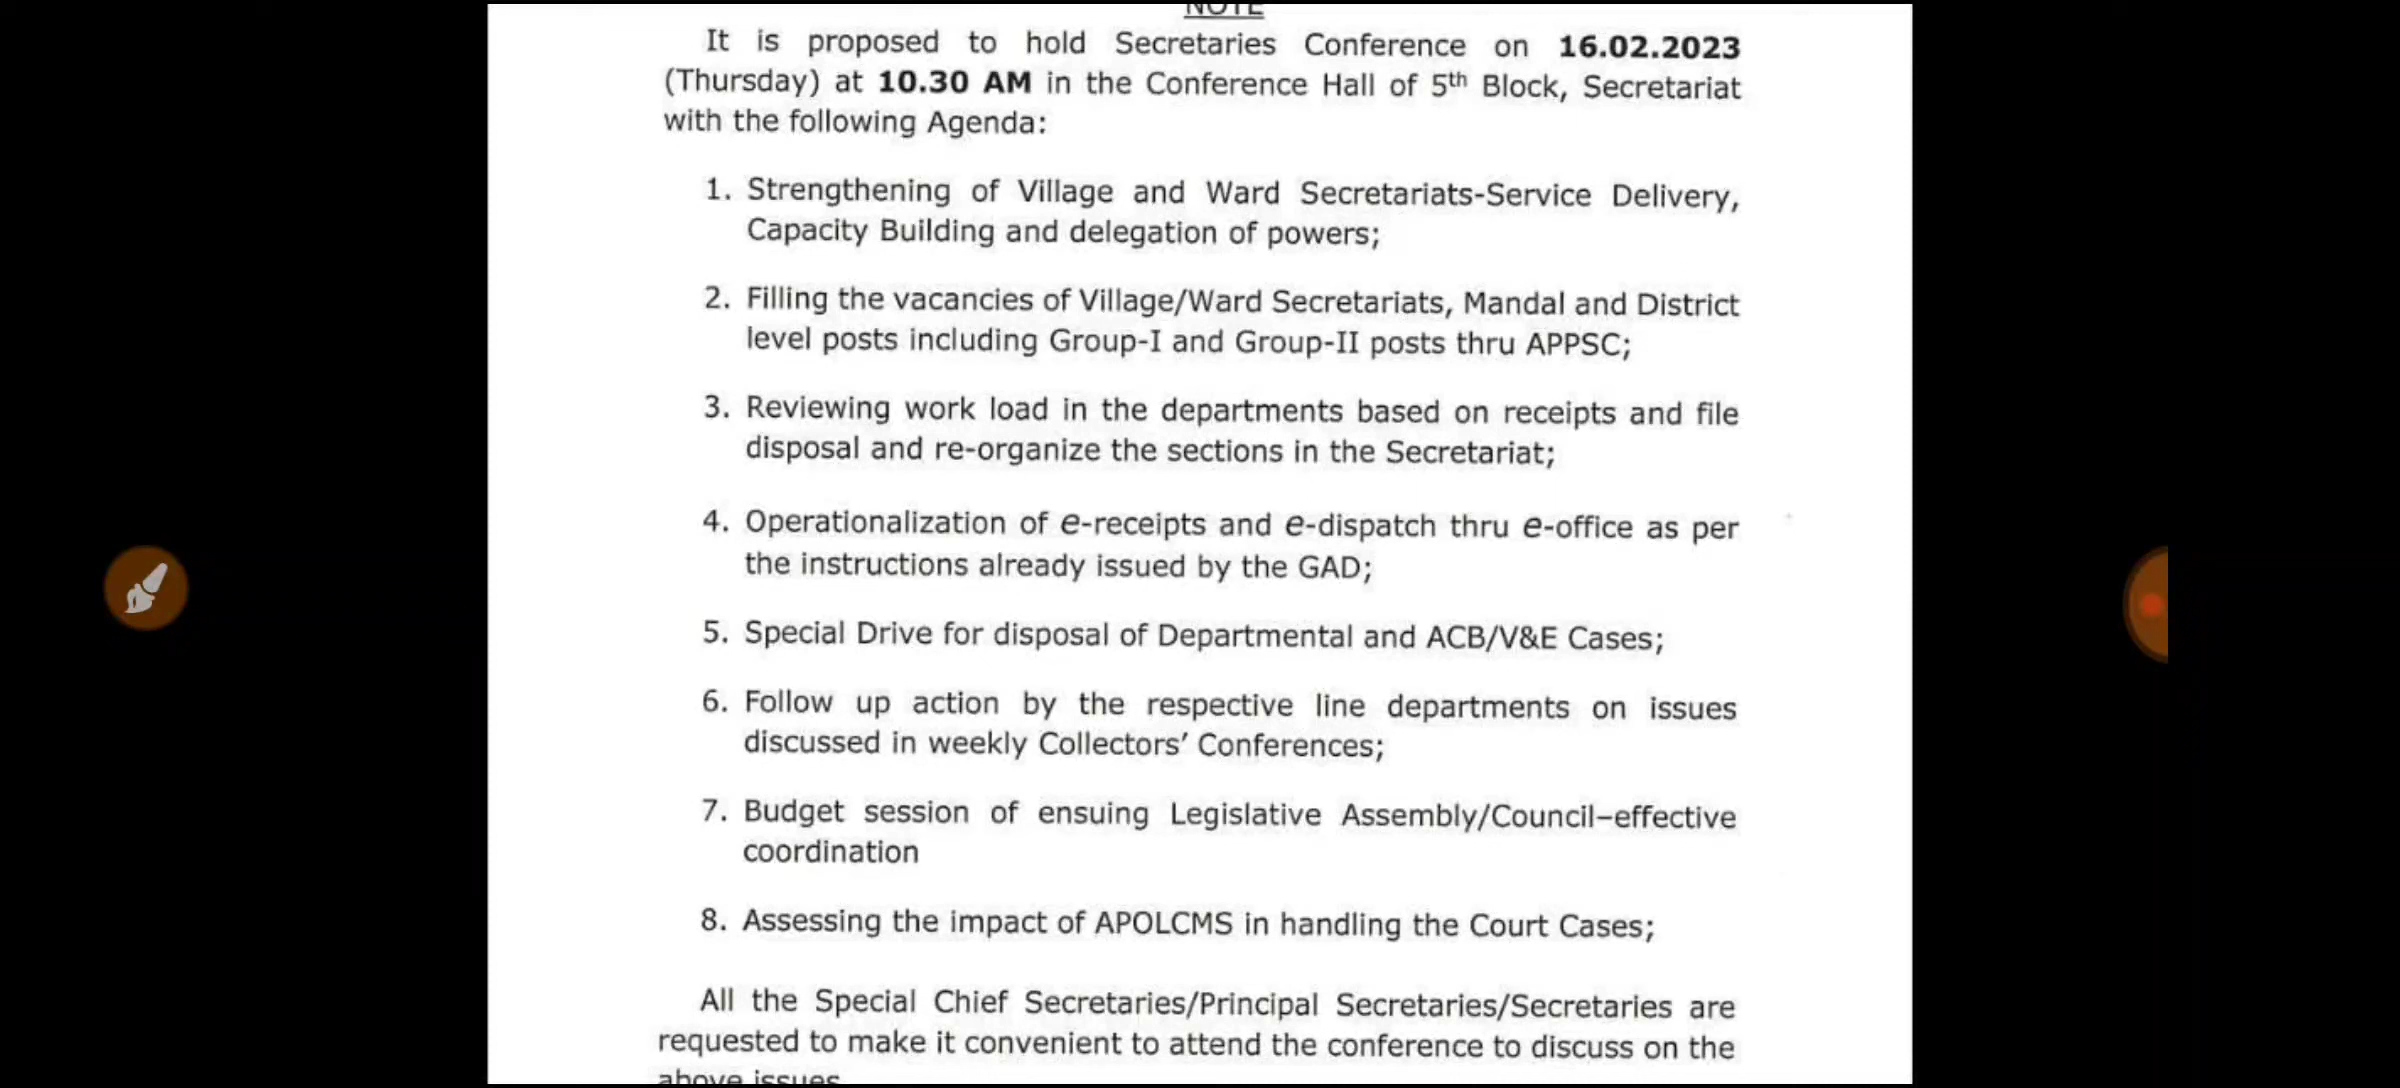 NOTE
It is proposed to hold Secretaries Conference on 16.02.2023
(Thursday) at 10.30 AM in the Conference Hall of 5th Block, Secretariat
with the following Agenda:
1. Strengthening of Village and Ward Secretariats-Service Delivery,
Capacity Building and delegation of powers;
2. Filling the vacancies of Village/Ward Secretariats, Mandal and District
level posts including Group-I and Group-II posts thru APPSC;
3. Reviewing work load in the departments based on receipts and file
disposal and re-organize the sections in the Secretariat;
4. Operationalization of e-receipts and e-dispatch thru e-office as per
the instructions already issued by the GAD;
5. Special Drive for disposal of Departmental and ACB/V&E Cases;
6. Follow up action by the respective line departments on issues
discussed in weekly Collectors’ Conferences;
7. Budget session of ensuing Legislative Assembly/Council–effective
coordination
8. Assessing the impact of APOLCMS in handling the Court Cases;
All the Special Chief Secretaries/Principal Secretaries/Secretaries are
requested to make it convenient to attend the conference to discuss on the
above issues